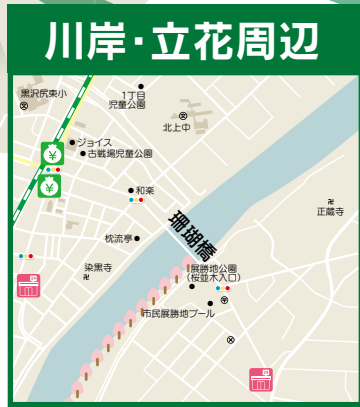 川岸・立花周辺
黒沢尻東小
1丁目
児童公園
北上中
ジョイス
古戦場児童公園
和楽
正蔵寺
珊瑚橋
枕流亭
染黒寺
展勝地公園
(桜並木入口)
市民展勝地プール